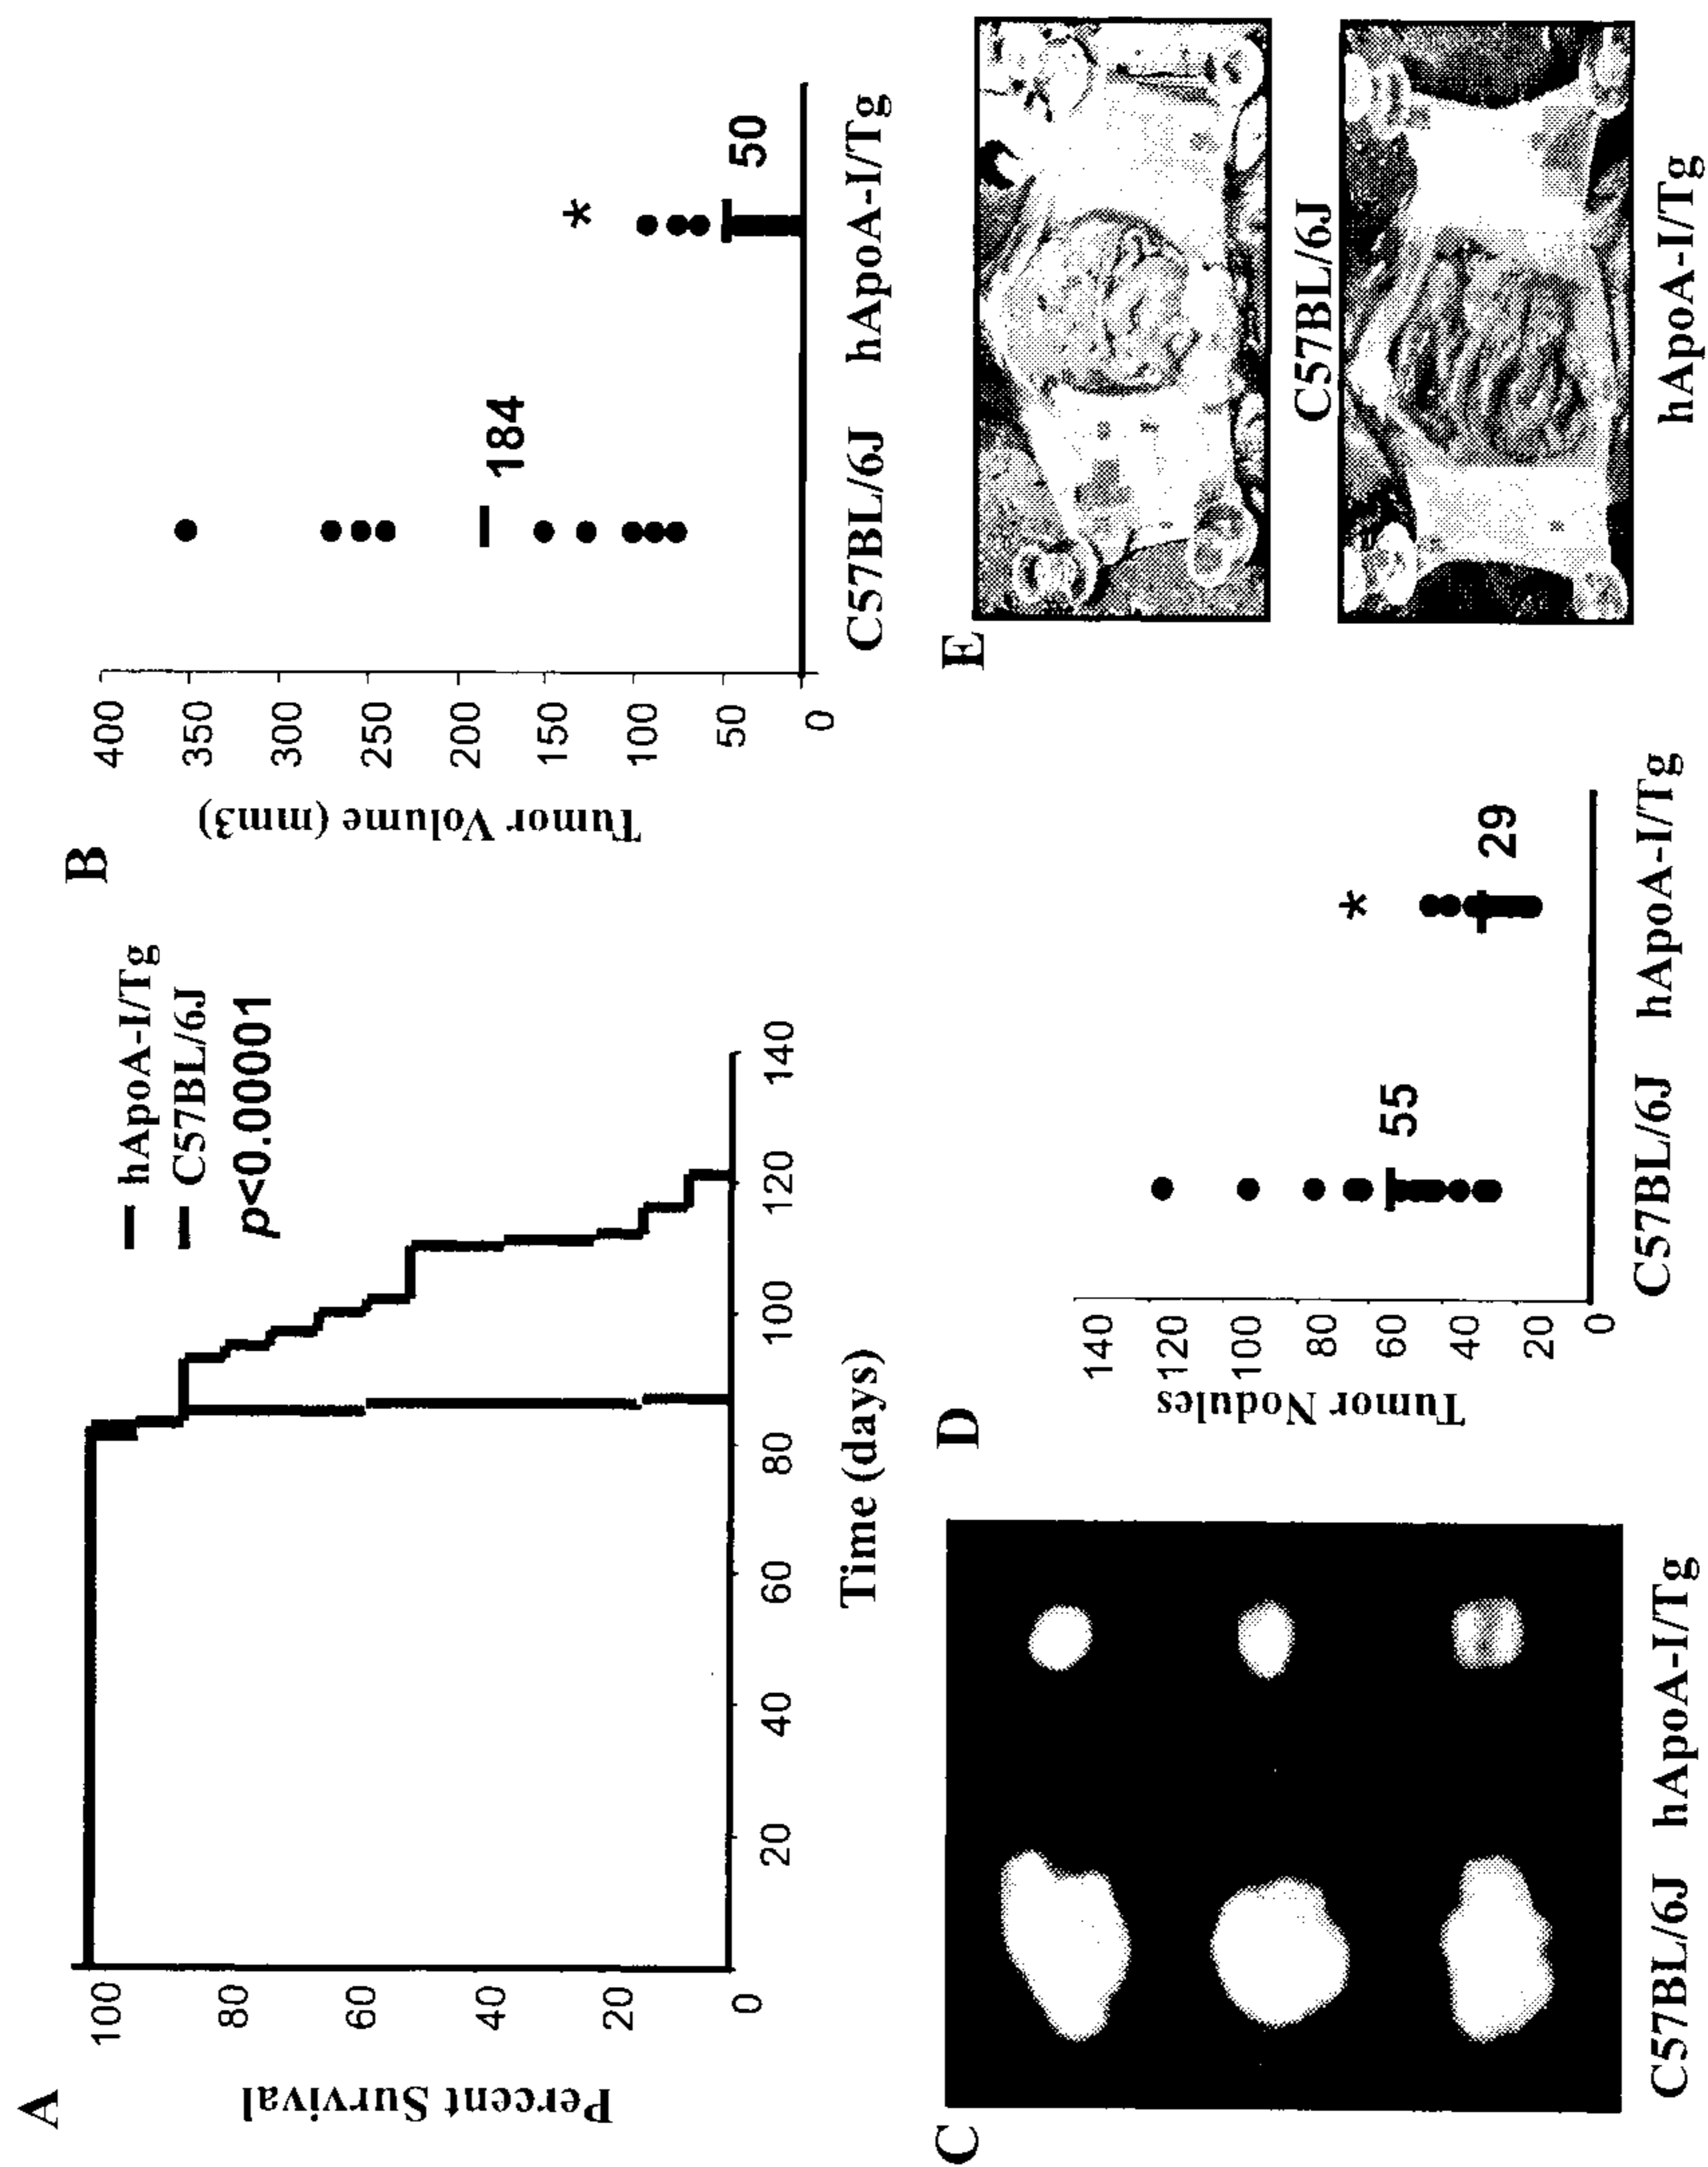 A
Percent Survival
100
80
60
40
20
0
20
40
60
80
100
120
140
Time (days)
hApoA-I/Tg
C57BL/6J
p<0.00001
B
Tumor Volume (mm3)
400
350
300
250
200
150
100
50
0
184
*
50
C57BL/6J hApoA-I/Tg
C
C57BL/6J hApoA-I/Tg
D
Tumor Nodules
140
120
100
80
60
40
20
0
55
*
29
C57BL/6J hApoA-I/Tg
E
C57BL/6J
hApoA-I/Tg